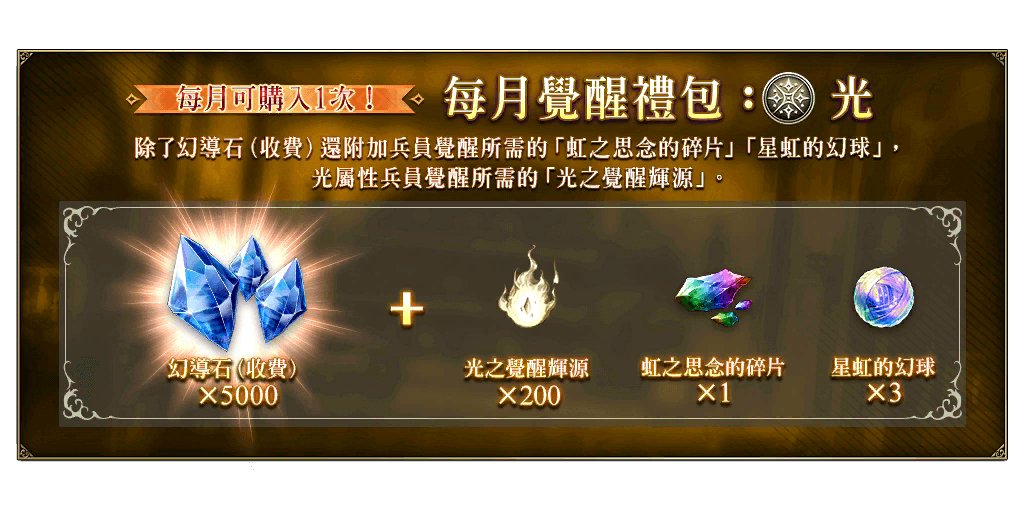 每月可購入1次！
每月覺醒禮包：光
除了幻導石(收費)還附加兵員覺醒所需的「虹之思念的碎片」「星虹的幻球」，
光屬性兵員覺醒所需的「光之覺醒輝源」。
幻導石(收費)
×5000
+
光之覺醒輝源
×200
虹之思念的碎片
×1
星虹的幻球
×3